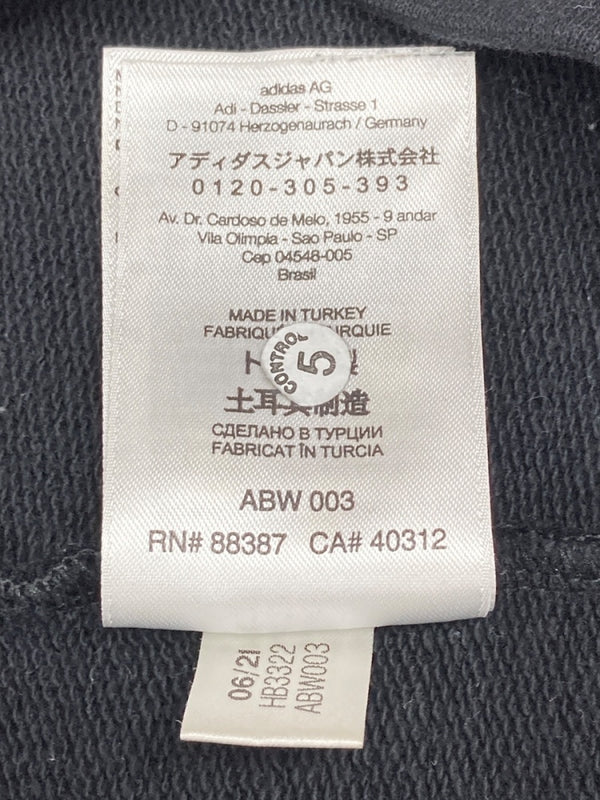 adidas AG
Adi - Dassler - Strasse 1
D - 91074 Herzogenaurach / Germany
アディダスジャパン株式会社
0120-305-393
Av. Dr. Cardoso de Melo, 1955 - 9 andar
Vila Olimpia - Sao Paulo - SP
Cep 04548-005
Brasil
MADE IN TURKEY
CONTROL
5
СДЕЛАНО В ТУРЦИИ
FABRICAT ÎN TURCIA
ABW 003
RN# 88387 CA# 40312
06/21
HB3322
ABW003